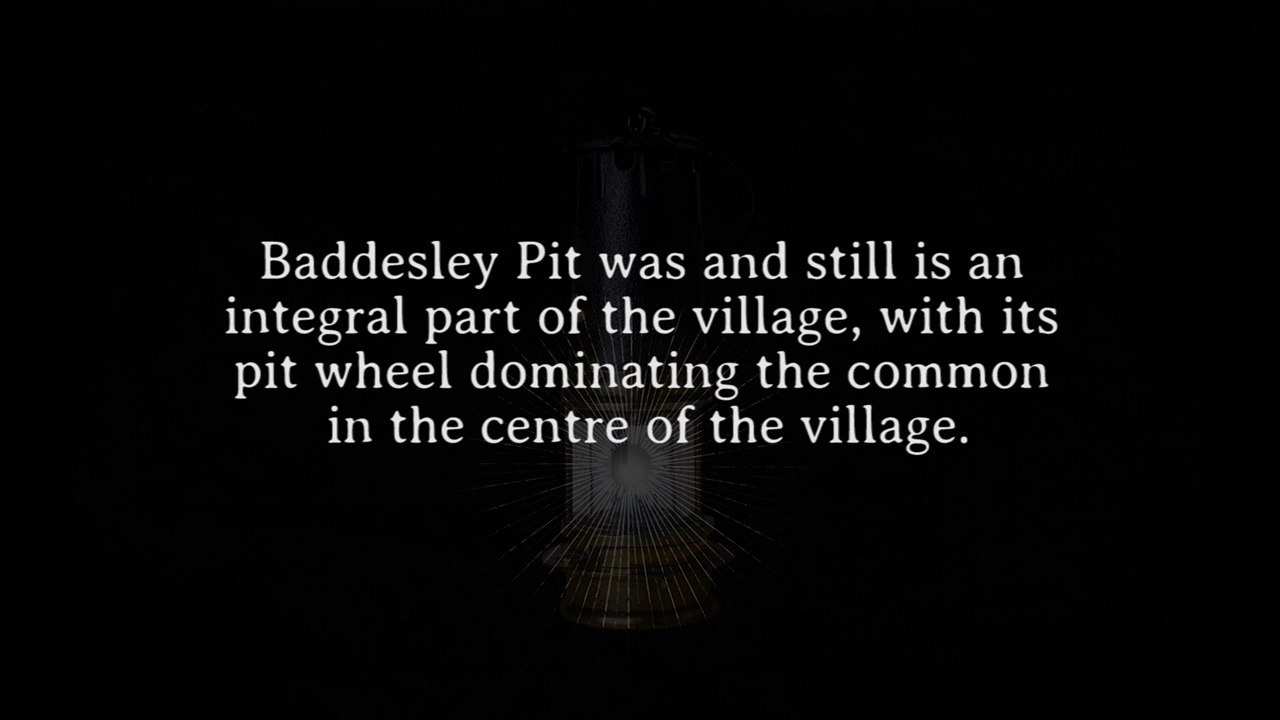 Baddesley Pit was and still is an
integral part of the village, with its
pit wheel dominating the common
in the centre of the village.